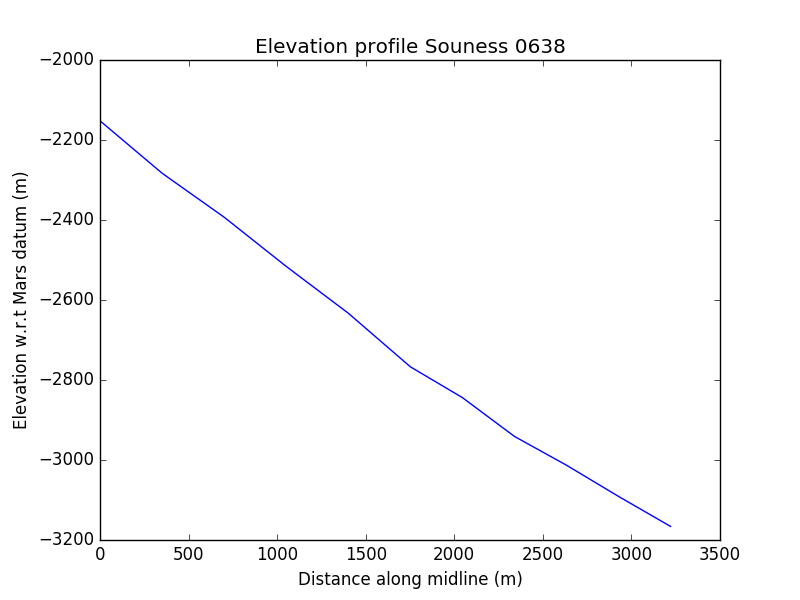 Elevation profile Souness 0638
−2000
−2200
−2400
−2600
−2800
−3000
−3200
Elevation w.r.t Mars datum (m)
0 500 1000 1500 2000 2500 3000 3500
Distance along midline (m)